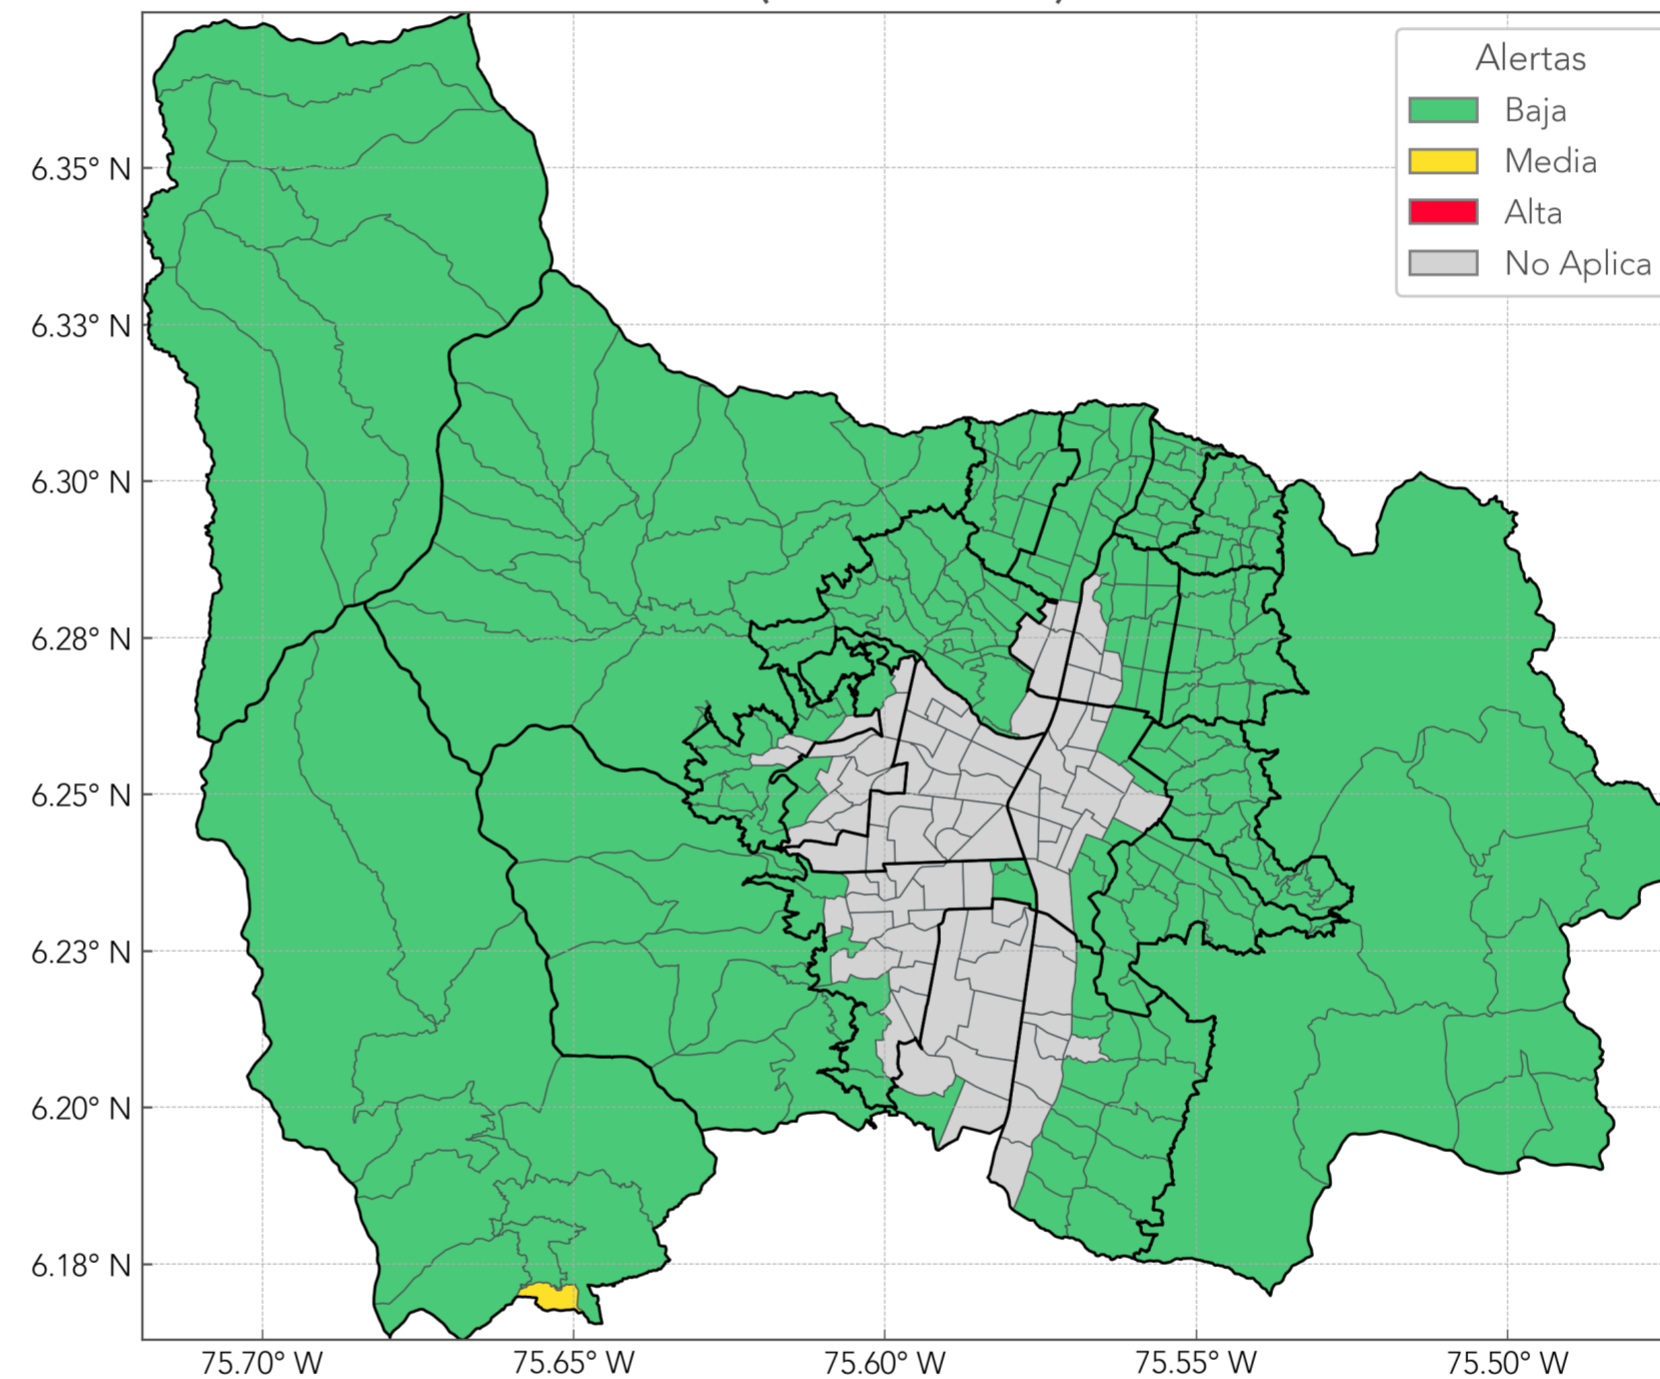 Alertas
Baja
Media
Alta
No Aplica
6.35° N
6.33° N
6.30° N
6.28° N
6.25° N
6.23° N
6.20° N
6.18° N
75.70° W 75.65° W 75.60° W 75.55° W 75.50° W